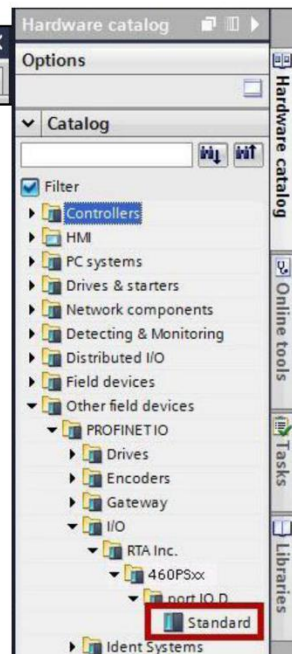 Hardware catalog
Options
Catalog
Filter
Controllers
HMI
PC systems
Drives & starters
Network components
Detecting & Monitoring
Distributed I/O
Field devices
Other field devices
PROFINET IO
Drives
Encoders
Gateway
I/O
RTA Inc.
460PSxx
port IO D
Standard
Ident Systems
Hardware catalog
Online tools
Tasks
Libraries